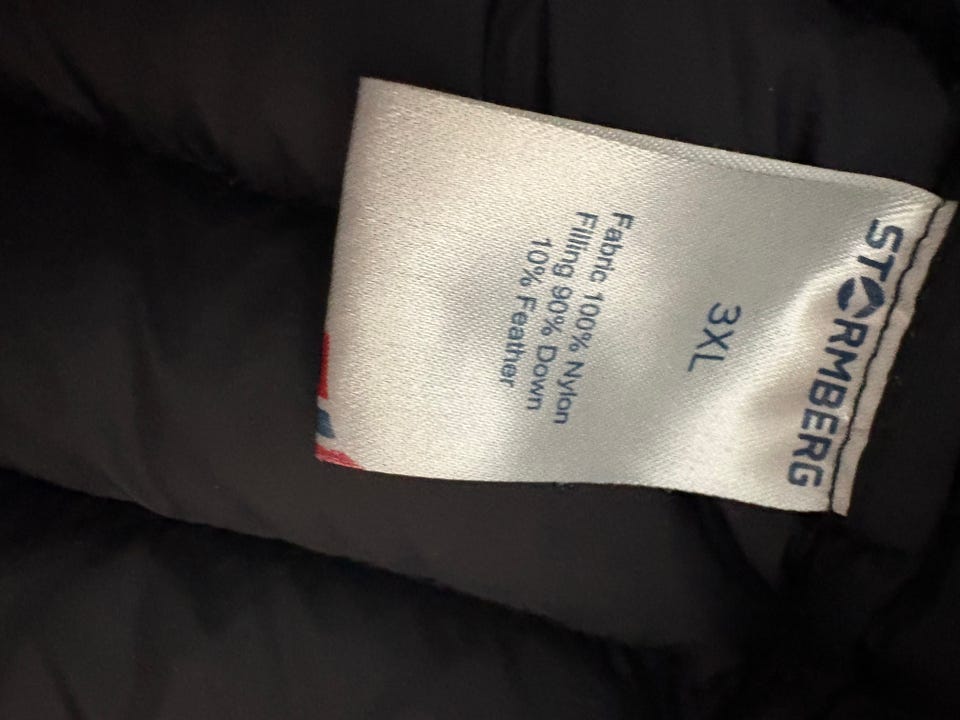 STORMBERG
3XL
Fabric 100% Nylon
Filling 90% Down
10% Feather